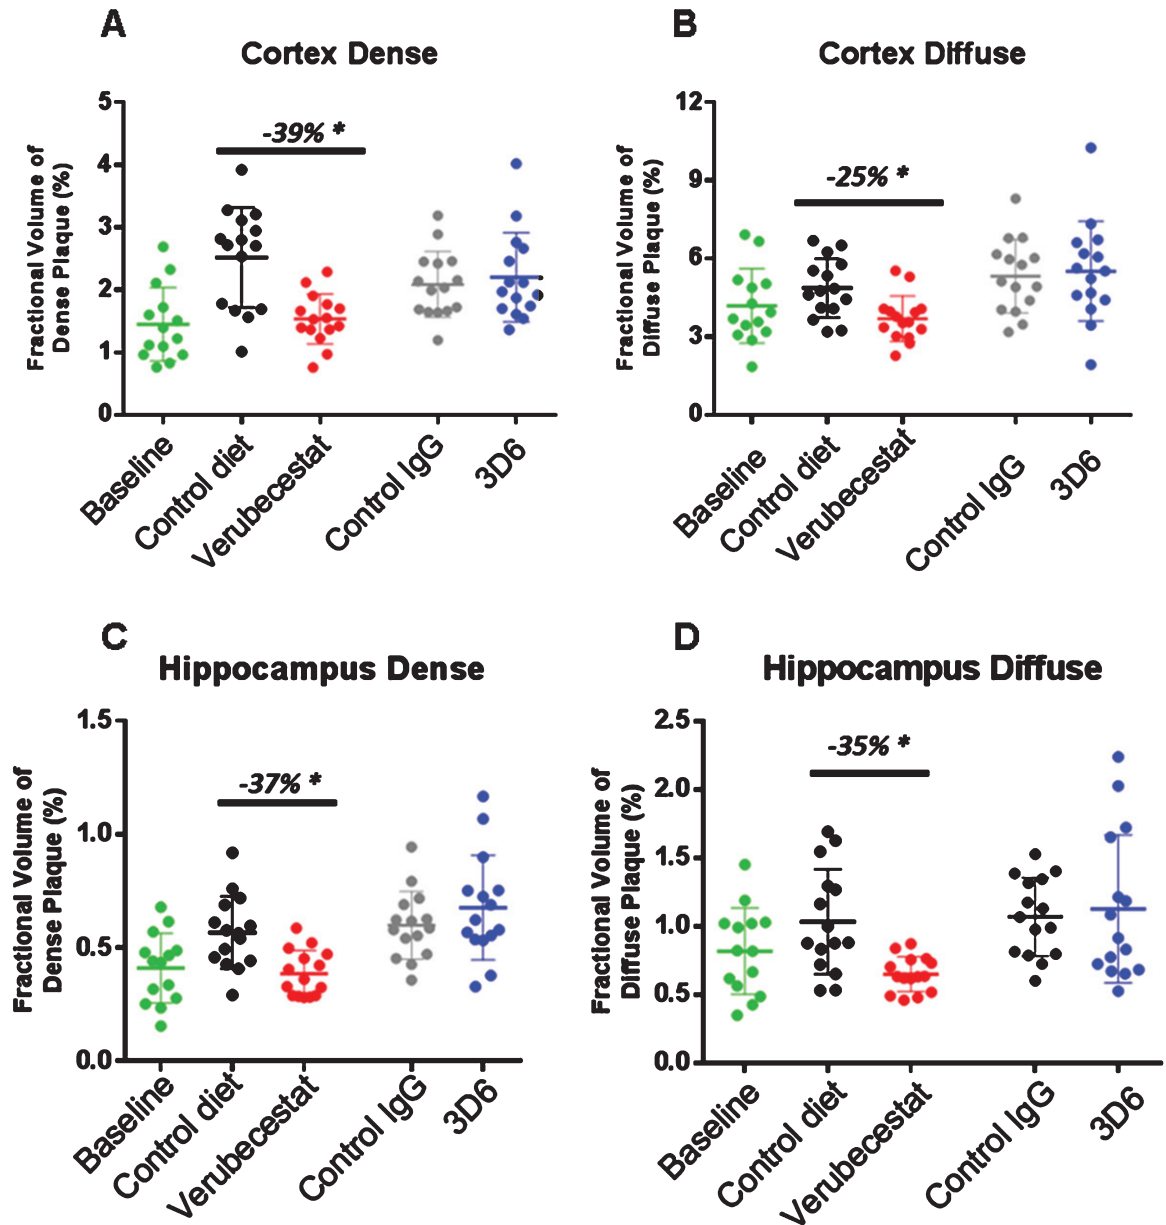 A
Cortex Dense
Fractional Volume of
Dense Plaque (%)
5
4
3
2
1
0
-39% *
Baseline
Control diet
Verubecestat
Control IgG
3D6
B
Cortex Diffuse
Fractional Volume of
Diffuse Plaque (%)
12
9
6
3
0
-25% *
Baseline
Control diet
Verubecestat
Control IgG
3D6
C
Hippocampus Dense
Fractional Volume of
Dense Plaque (%)
1.5
1.0
0.5
0.0
-37% *
Baseline
Control diet
Verubecestat
Control IgG
3D6
D
Hippocampus Diffuse
Fractional Volume of
Diffuse Plaque (%)
2.5
2.0
1.5
1.0
0.5
0.0
-35% *
Baseline
Control diet
Verubecestat
Control IgG
3D6